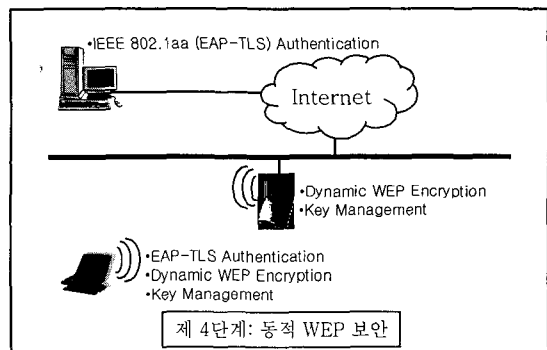 •IEEE 802.1aa (EAP-TLS) Authentication
Internet
•Dynamic WEP Encryption
•Key Management
•EAP-TLS Authentication
•Dynamic WEP Encryption
•Key Management
제 4단계: 동적 WEP 보안